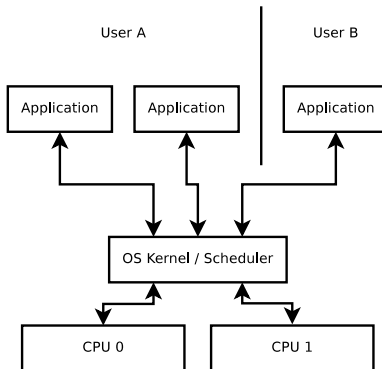 User A
User B
Application
Application
Application
OS Kernel / Scheduler
CPU 0
CPU 1